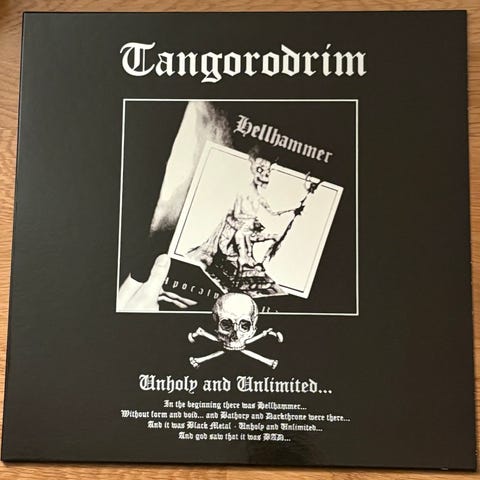 Tangorodrim
Hellhammer
Unholy and Unlimited...
In the beginning there was Hellhammer...
Without form and void... and Bathory and Darkthrone were there...
And it was Black Metal - Unholy and Unlimited...
And god saw that it was BAD...